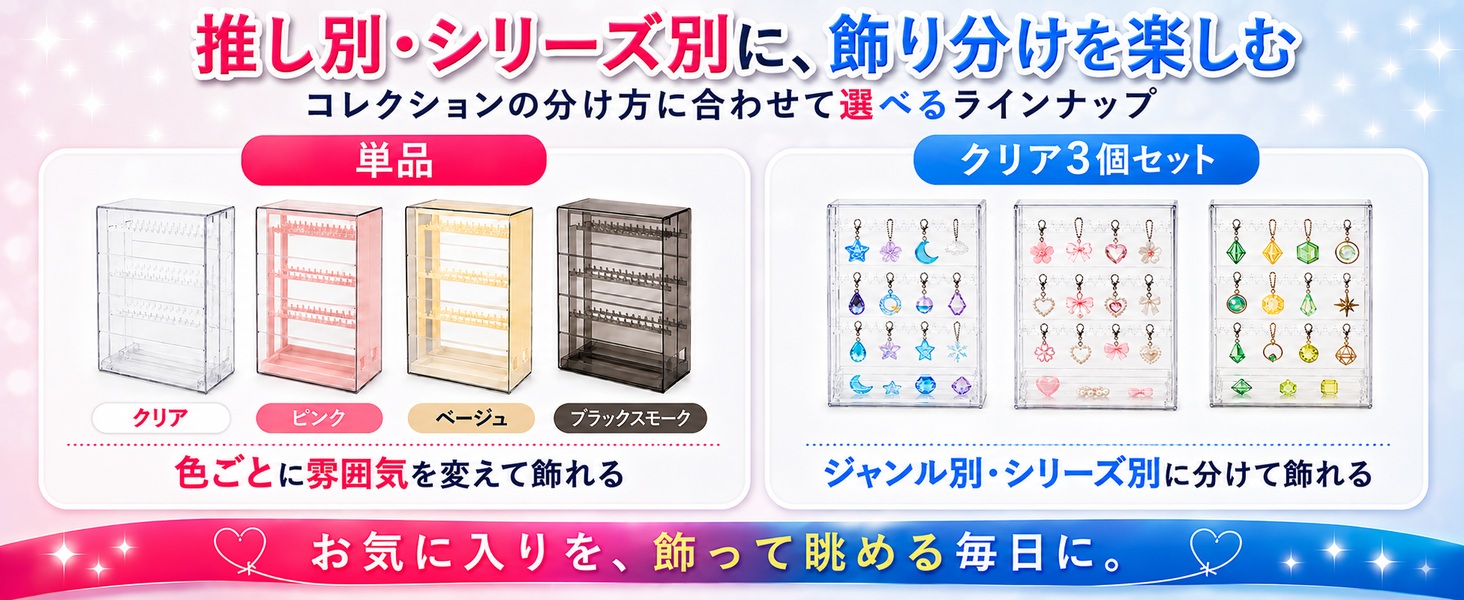 推し別・シリーズ別に、飾り分けを楽しむ
コレクションの分け方に合わせて選べるラインナップ
単品
クリア
ピンク
ベージュ
ブラックスモーク
色ごとに雰囲気を変えて飾れる
クリア3個セット
ジャンル別・シリーズ別に分けて飾れる
お気に入りを、飾って眺める毎日に。